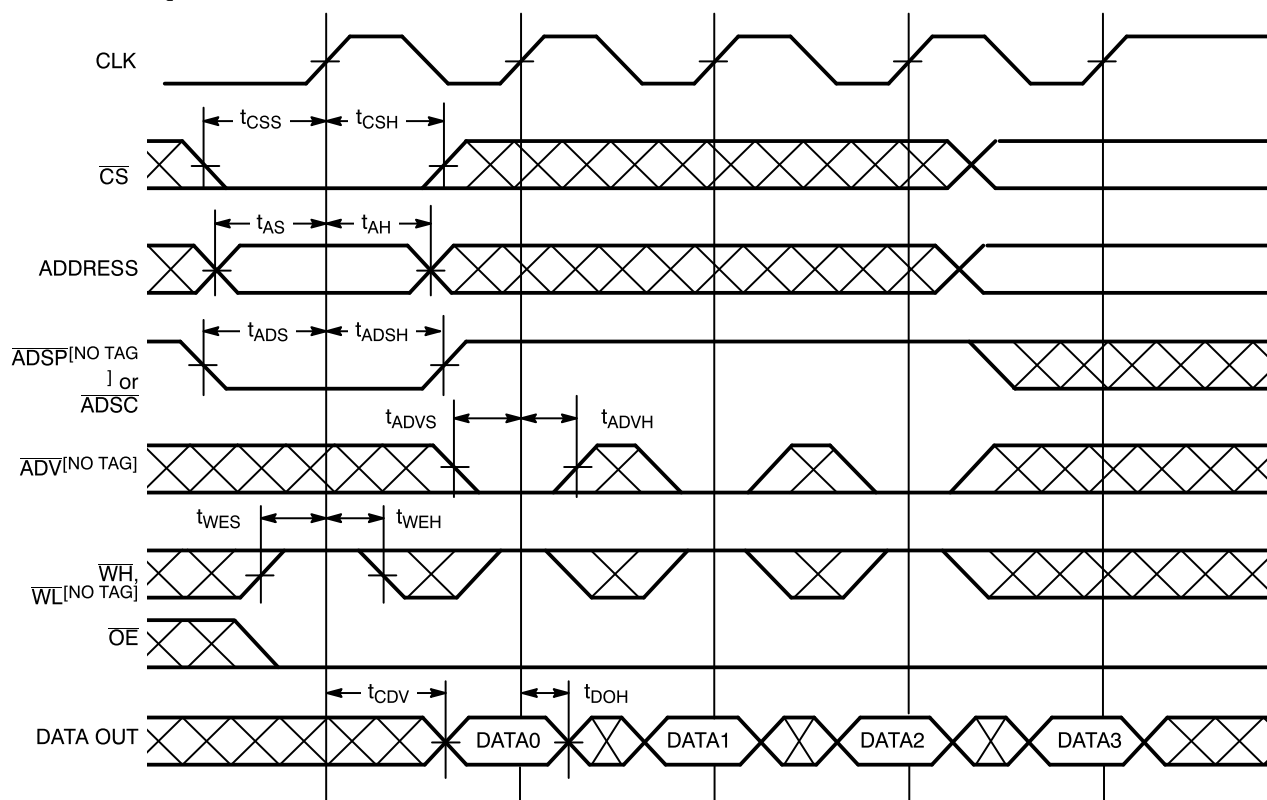 CLK
tCSS tCSH
CS
tAS tAH
ADDRESS
tADS tADSH
ADSP[NO TAG
] or
ADSC
tADVS tADVH
ADV[NO TAG]
tWES tWEH
WH,
WL[NO TAG]
OE
tCDV tDOH
DATA OUT DATA0 DATA1 DATA2 DATA3